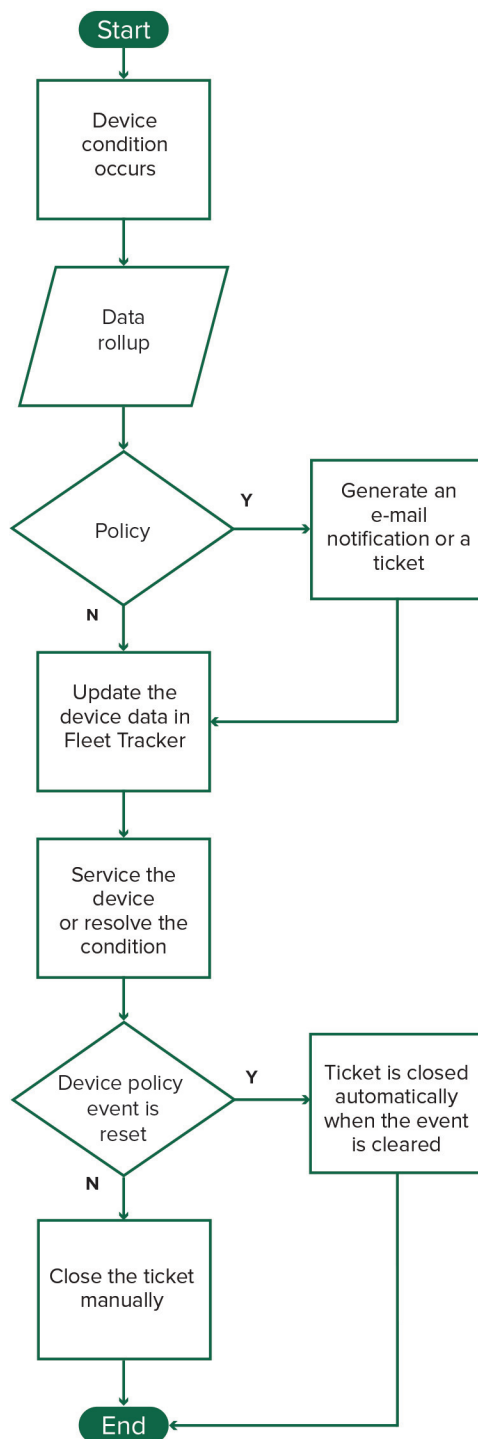 Start
Device
condition
occurs
Data
rollup
Policy
Y
Generate an
e-mail
notification or a
ticket
N
Update the
device data in
Fleet Tracker
Service the
device
or resolve the
condition
Device policy
event is
reset
Y
Ticket is closed
automatically
when the event
is cleared
N
Close the ticket
manually
End